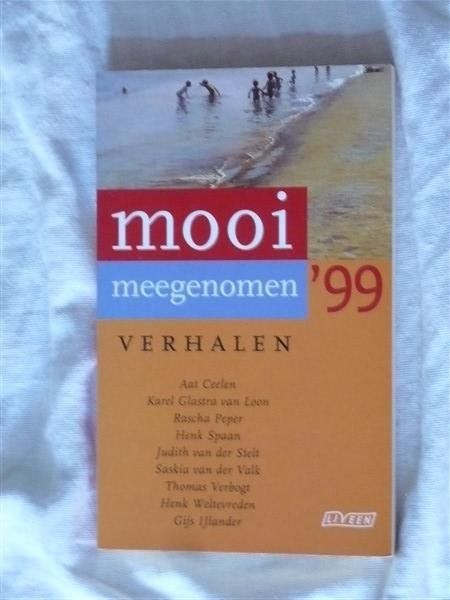 mooi
meegenomen '99
VERHALEN
Aat Ceelen
Karel Glastra van Loon
Rascha Peper
Henk Spaan
Judith van der Stelt
Saskia van der Valk
Thomas Verbogt
Henk Weltevreden
Gijs IJlander
L.J.VEEN